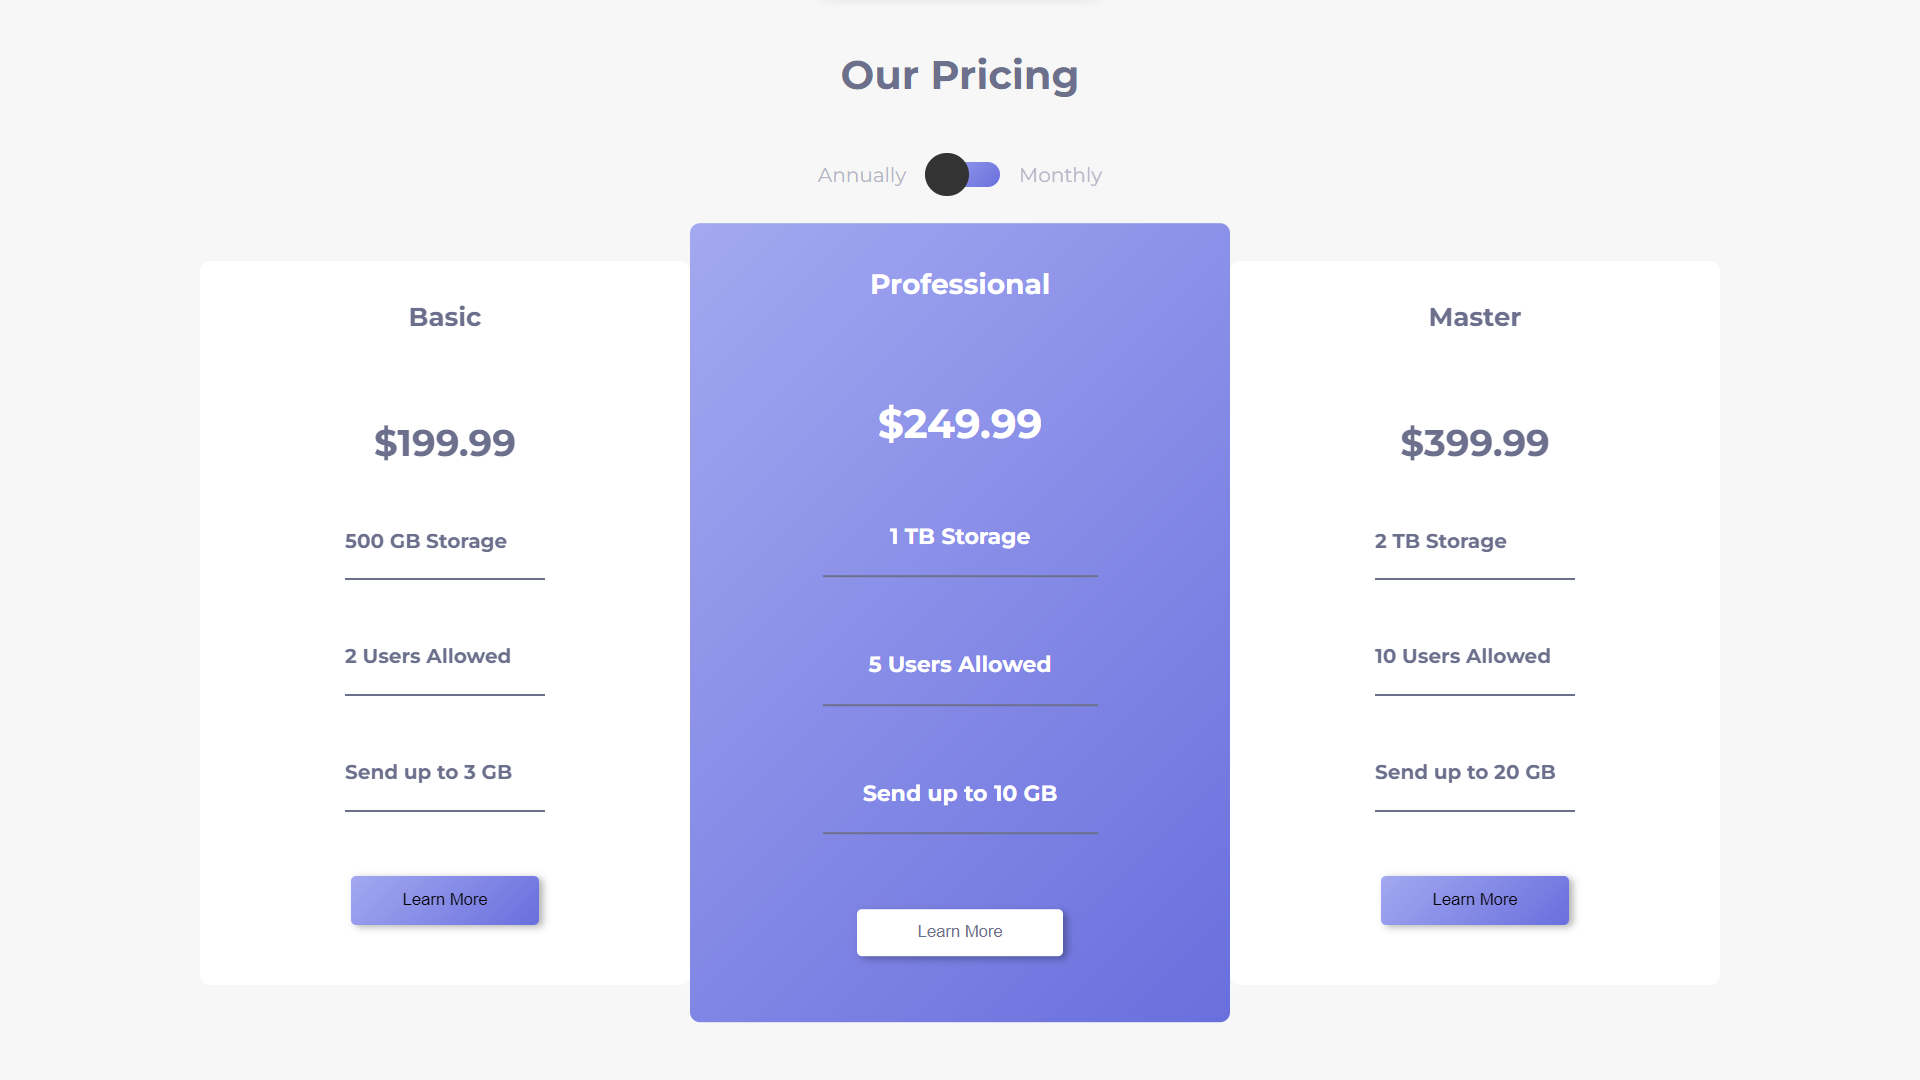 Our Pricing
Annually Monthly
Basic
$199.99
500 GB Storage
2 Users Allowed
Send up to 3 GB
Learn More
Professional
$249.99
1 TB Storage
5 Users Allowed
Send up to 10 GB
Learn More
Master
$399.99
2 TB Storage
10 Users Allowed
Send up to 20 GB
Learn More